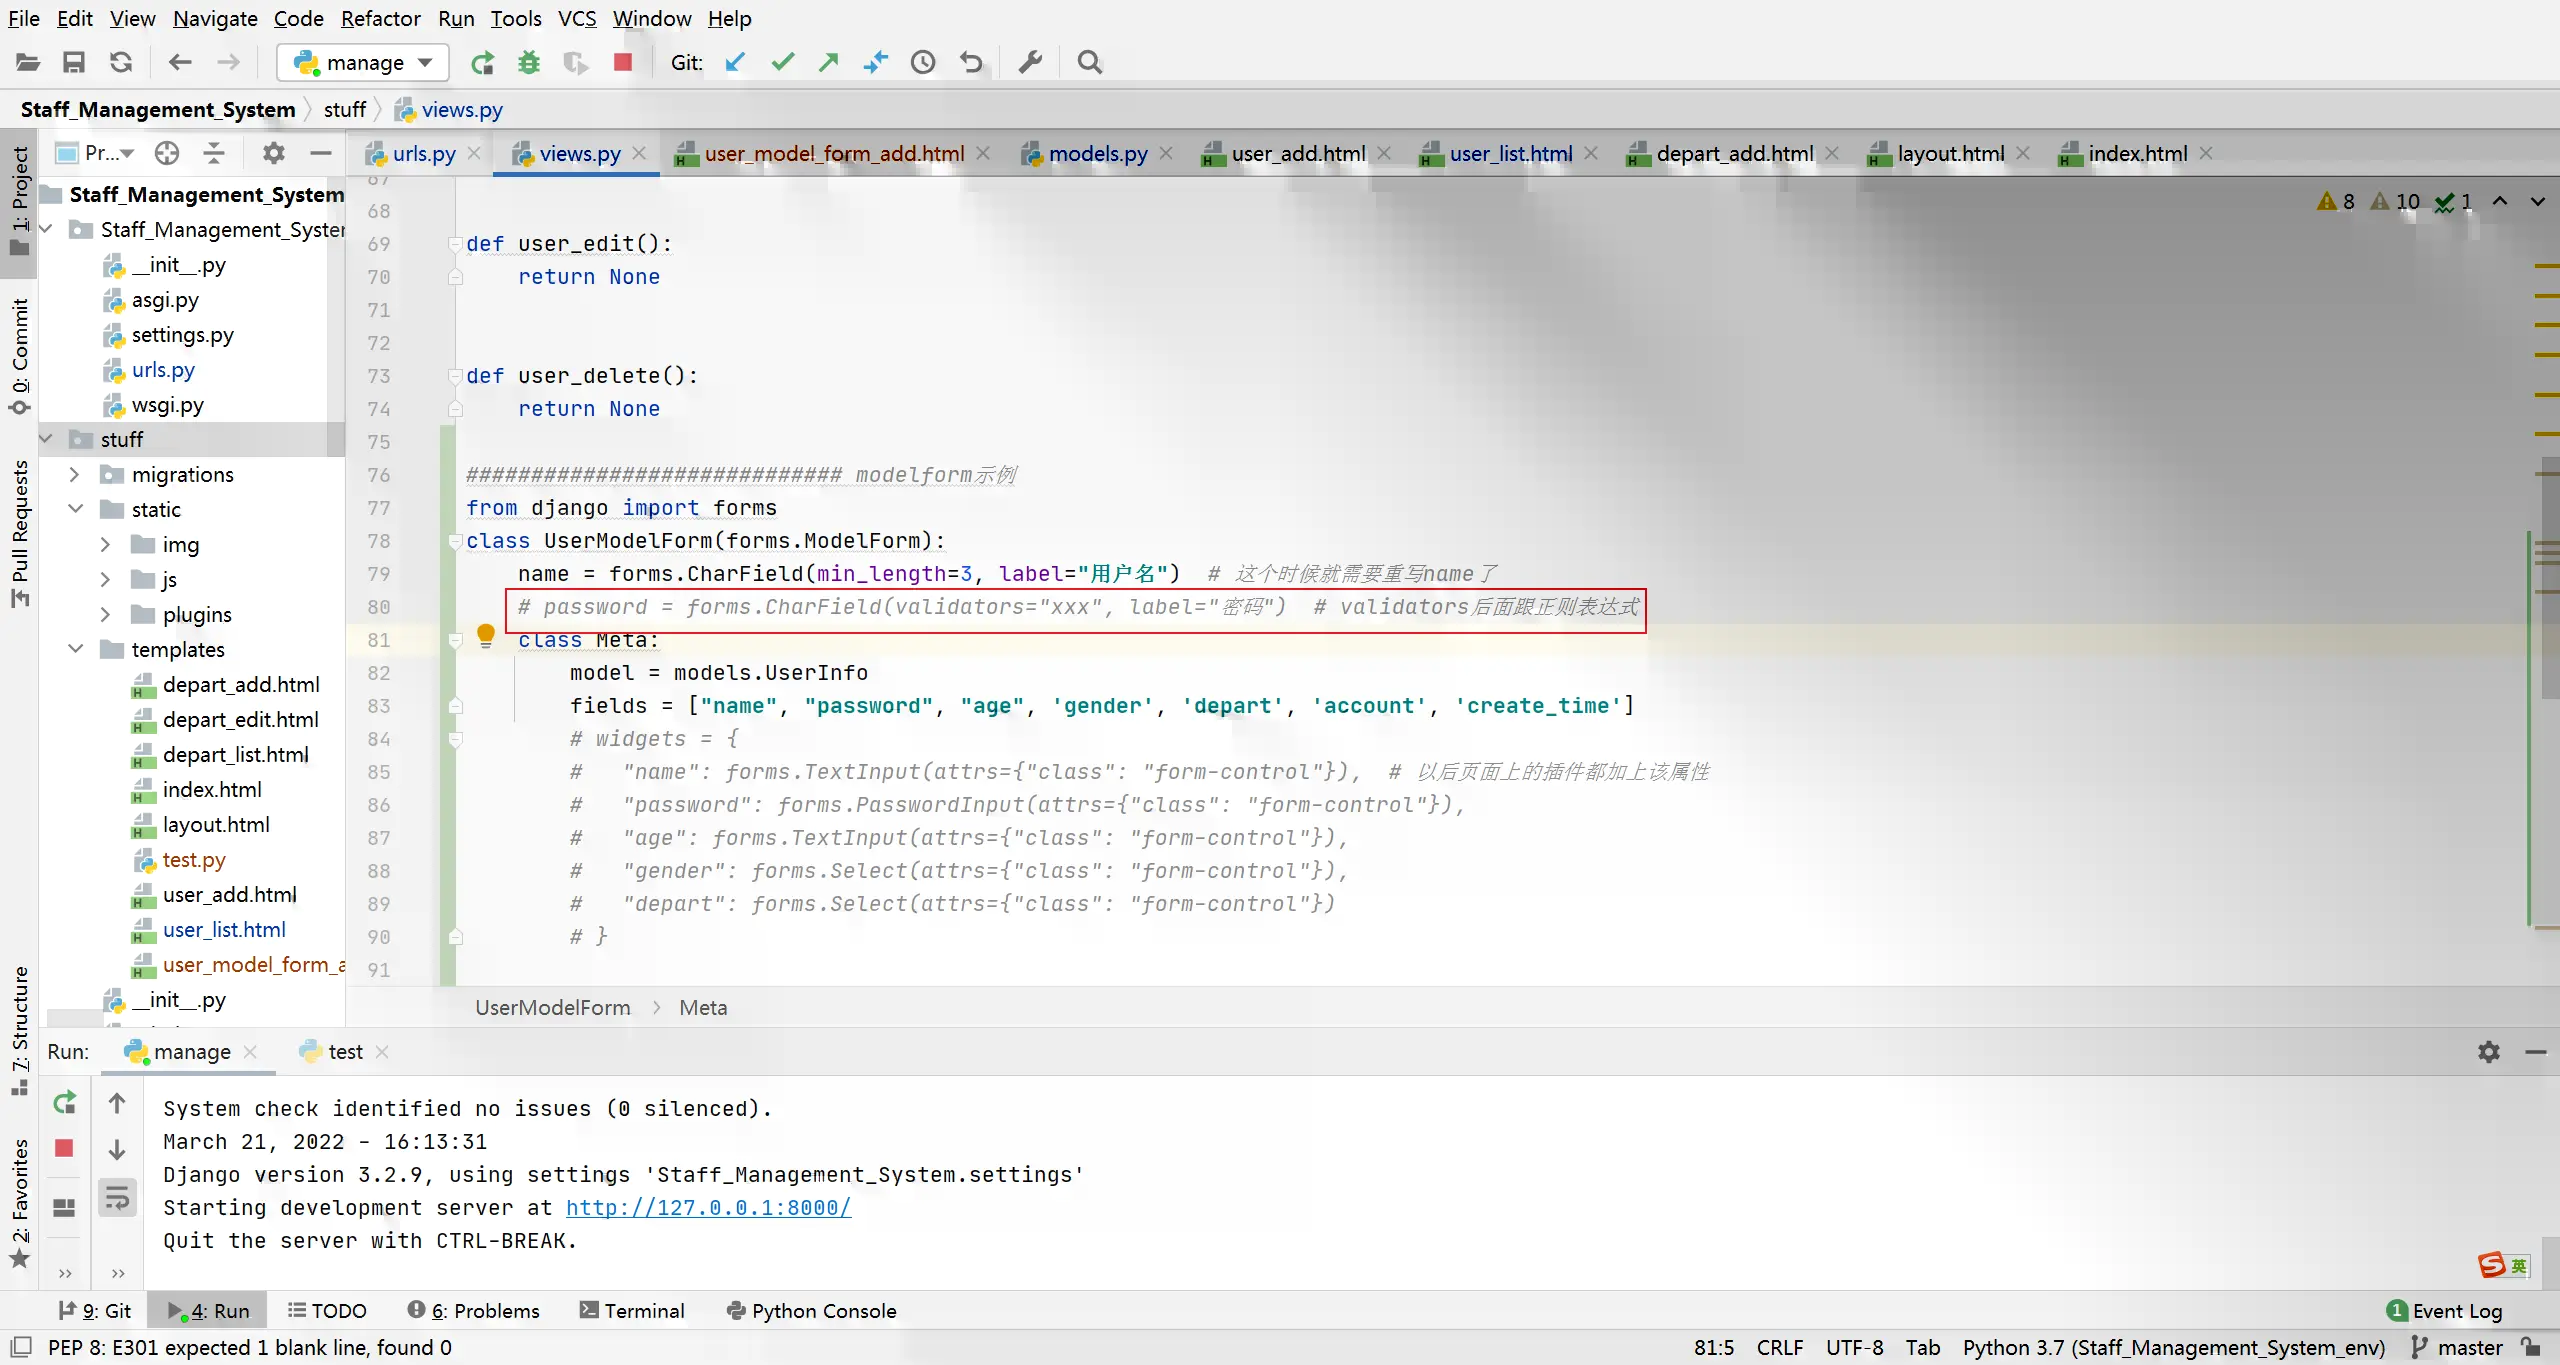 File Edit View Navigate Code Refactor Run Tools VCS Window Help
manage Git:
Staff_Management_System stuff views.py
Pr... urls.py views.py user_model_form_add.html models.py user_add.html user_list.html depart_add.html layout.html index.html
1: Project
0: Commit
Pull Requests
7: Structure
2: Favorites
Staff_Management_System
Staff_Management_Syster
__init__.py
asgi.py
settings.py
urls.py
wsgi.py
stuff
migrations
static
img
js
plugins
templates
depart_add.html
depart_edit.html
depart_list.html
index.html
layout.html
test.py
user_add.html
user_list.html
user_model_form_a
__init__.py
8 10 1
67
68
69 def user_edit():
70 return None
71
72
73 def user_delete():
74 return None
75
76 ############################# modelform示例
77 from django import forms
78 class UserModelForm(forms.ModelForm):
79 name = forms.CharField(min_length=3, label="用户名") # 这个时候就需要重写name了
80 # password = forms.CharField(validators="xxx", label="密码") # validators后面跟正则表达式
81 class Meta:
82 model = models.UserInfo
83 fields = ["name", "password", "age", 'gender', 'depart', 'account', 'create_time']
84 # widgets = {
85 # "name": forms.TextInput(attrs={"class": "form-control"}), # 以后页面上的插件都加上该属性
86 # "password": forms.PasswordInput(attrs={"class": "form-control"}),
87 # "age": forms.TextInput(attrs={"class": "form-control"}),
88 # "gender": forms.Select(attrs={"class": "form-control"}),
89 # "depart": forms.Select(attrs={"class": "form-control"})
90 # }
91
UserModelForm Meta
Run: manage test
System check identified no issues (0 silenced).
March 21, 2022 - 16:13:31
Django version 3.2.9, using settings 'Staff_Management_System.settings'
Starting development server at http://127.0.0.1:8000/
Quit the server with CTRL-BREAK.
英
9: Git 4: Run TODO 6: Problems Terminal Python Console 1 Event Log
PEP 8: E301 expected 1 blank line, found 0 81:5 CRLF UTF-8 Tab Python 3.7 (Staff_Management_System_env) master